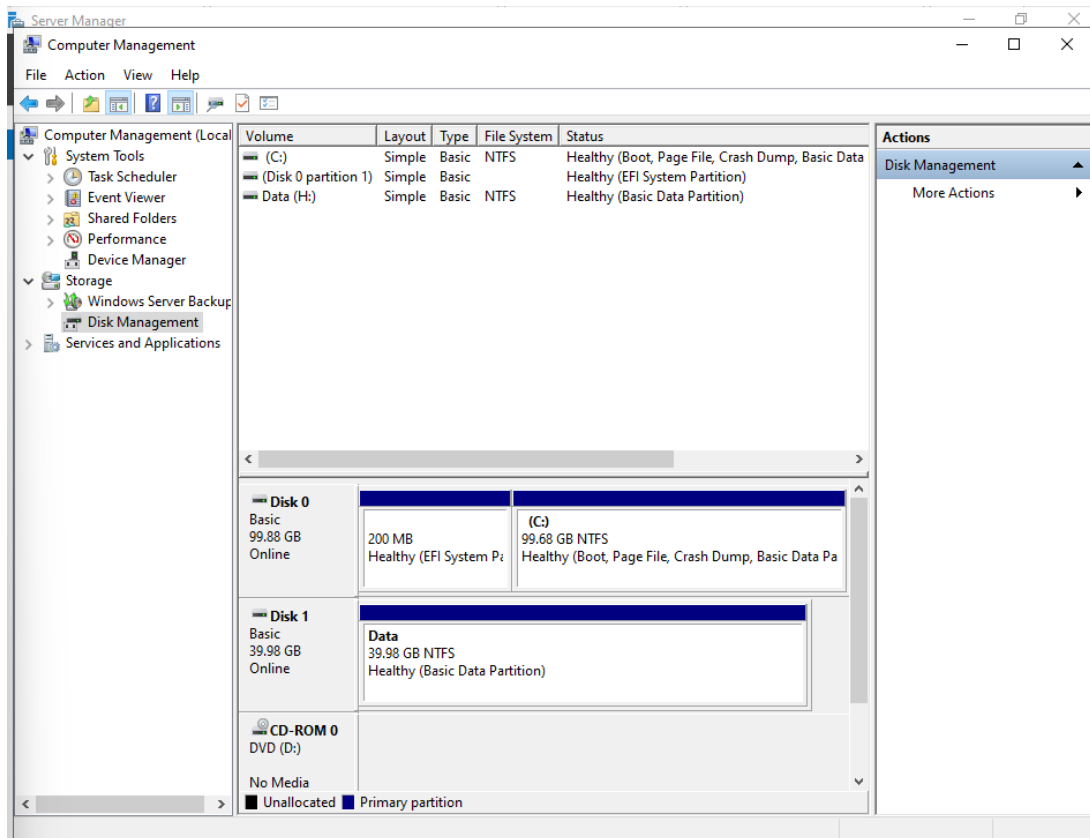 Server Manager
Computer Management
File Action View Help
Computer Management (Local
System Tools
Task Scheduler
Event Viewer
Shared Folders
Performance
Device Manager
Storage
Windows Server Backup
Disk Management
Services and Applications
Volume Layout Type File System Status
(C:) Simple Basic NTFS Healthy (Boot, Page File, Crash Dump, Basic Data
(Disk 0 partition 1) Simple Basic Healthy (EFI System Partition)
Data (H:) Simple Basic NTFS Healthy (Basic Data Partition)
Disk 0
Basic
99.88 GB
Online
200 MB
Healthy (EFI System Pa
(C:)
99.68 GB NTFS
Healthy (Boot, Page File, Crash Dump, Basic Data Pa
Disk 1
Basic
39.98 GB
Online
Data
39.98 GB NTFS
Healthy (Basic Data Partition)
CD-ROM 0
DVD (D:)
No Media
Unallocated Primary partition
Actions
Disk Management
More Actions